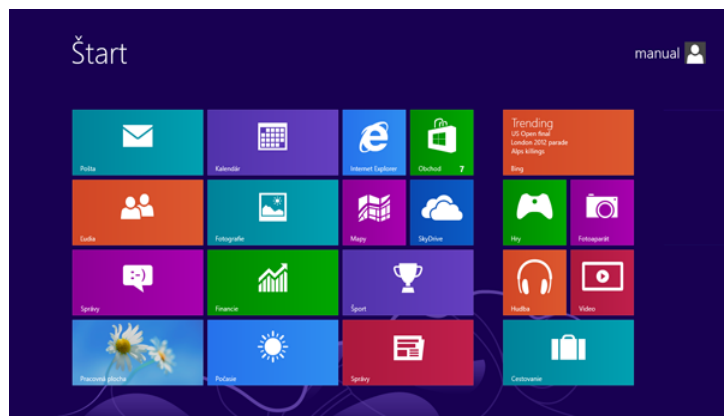 Štart
manual
Pošta
Kalendár
Internet Explorer
Obchod 7
Trending
US Open final
London 2012 parade
Alps killings
Bing
Ľudia
Fotografie
Mapy
SkyDrive
Hry
Fotoaparát
Správy
Financie
Šport
Hudba
Video
Pracovná plocha
Počasie
Správy
Cestovanie